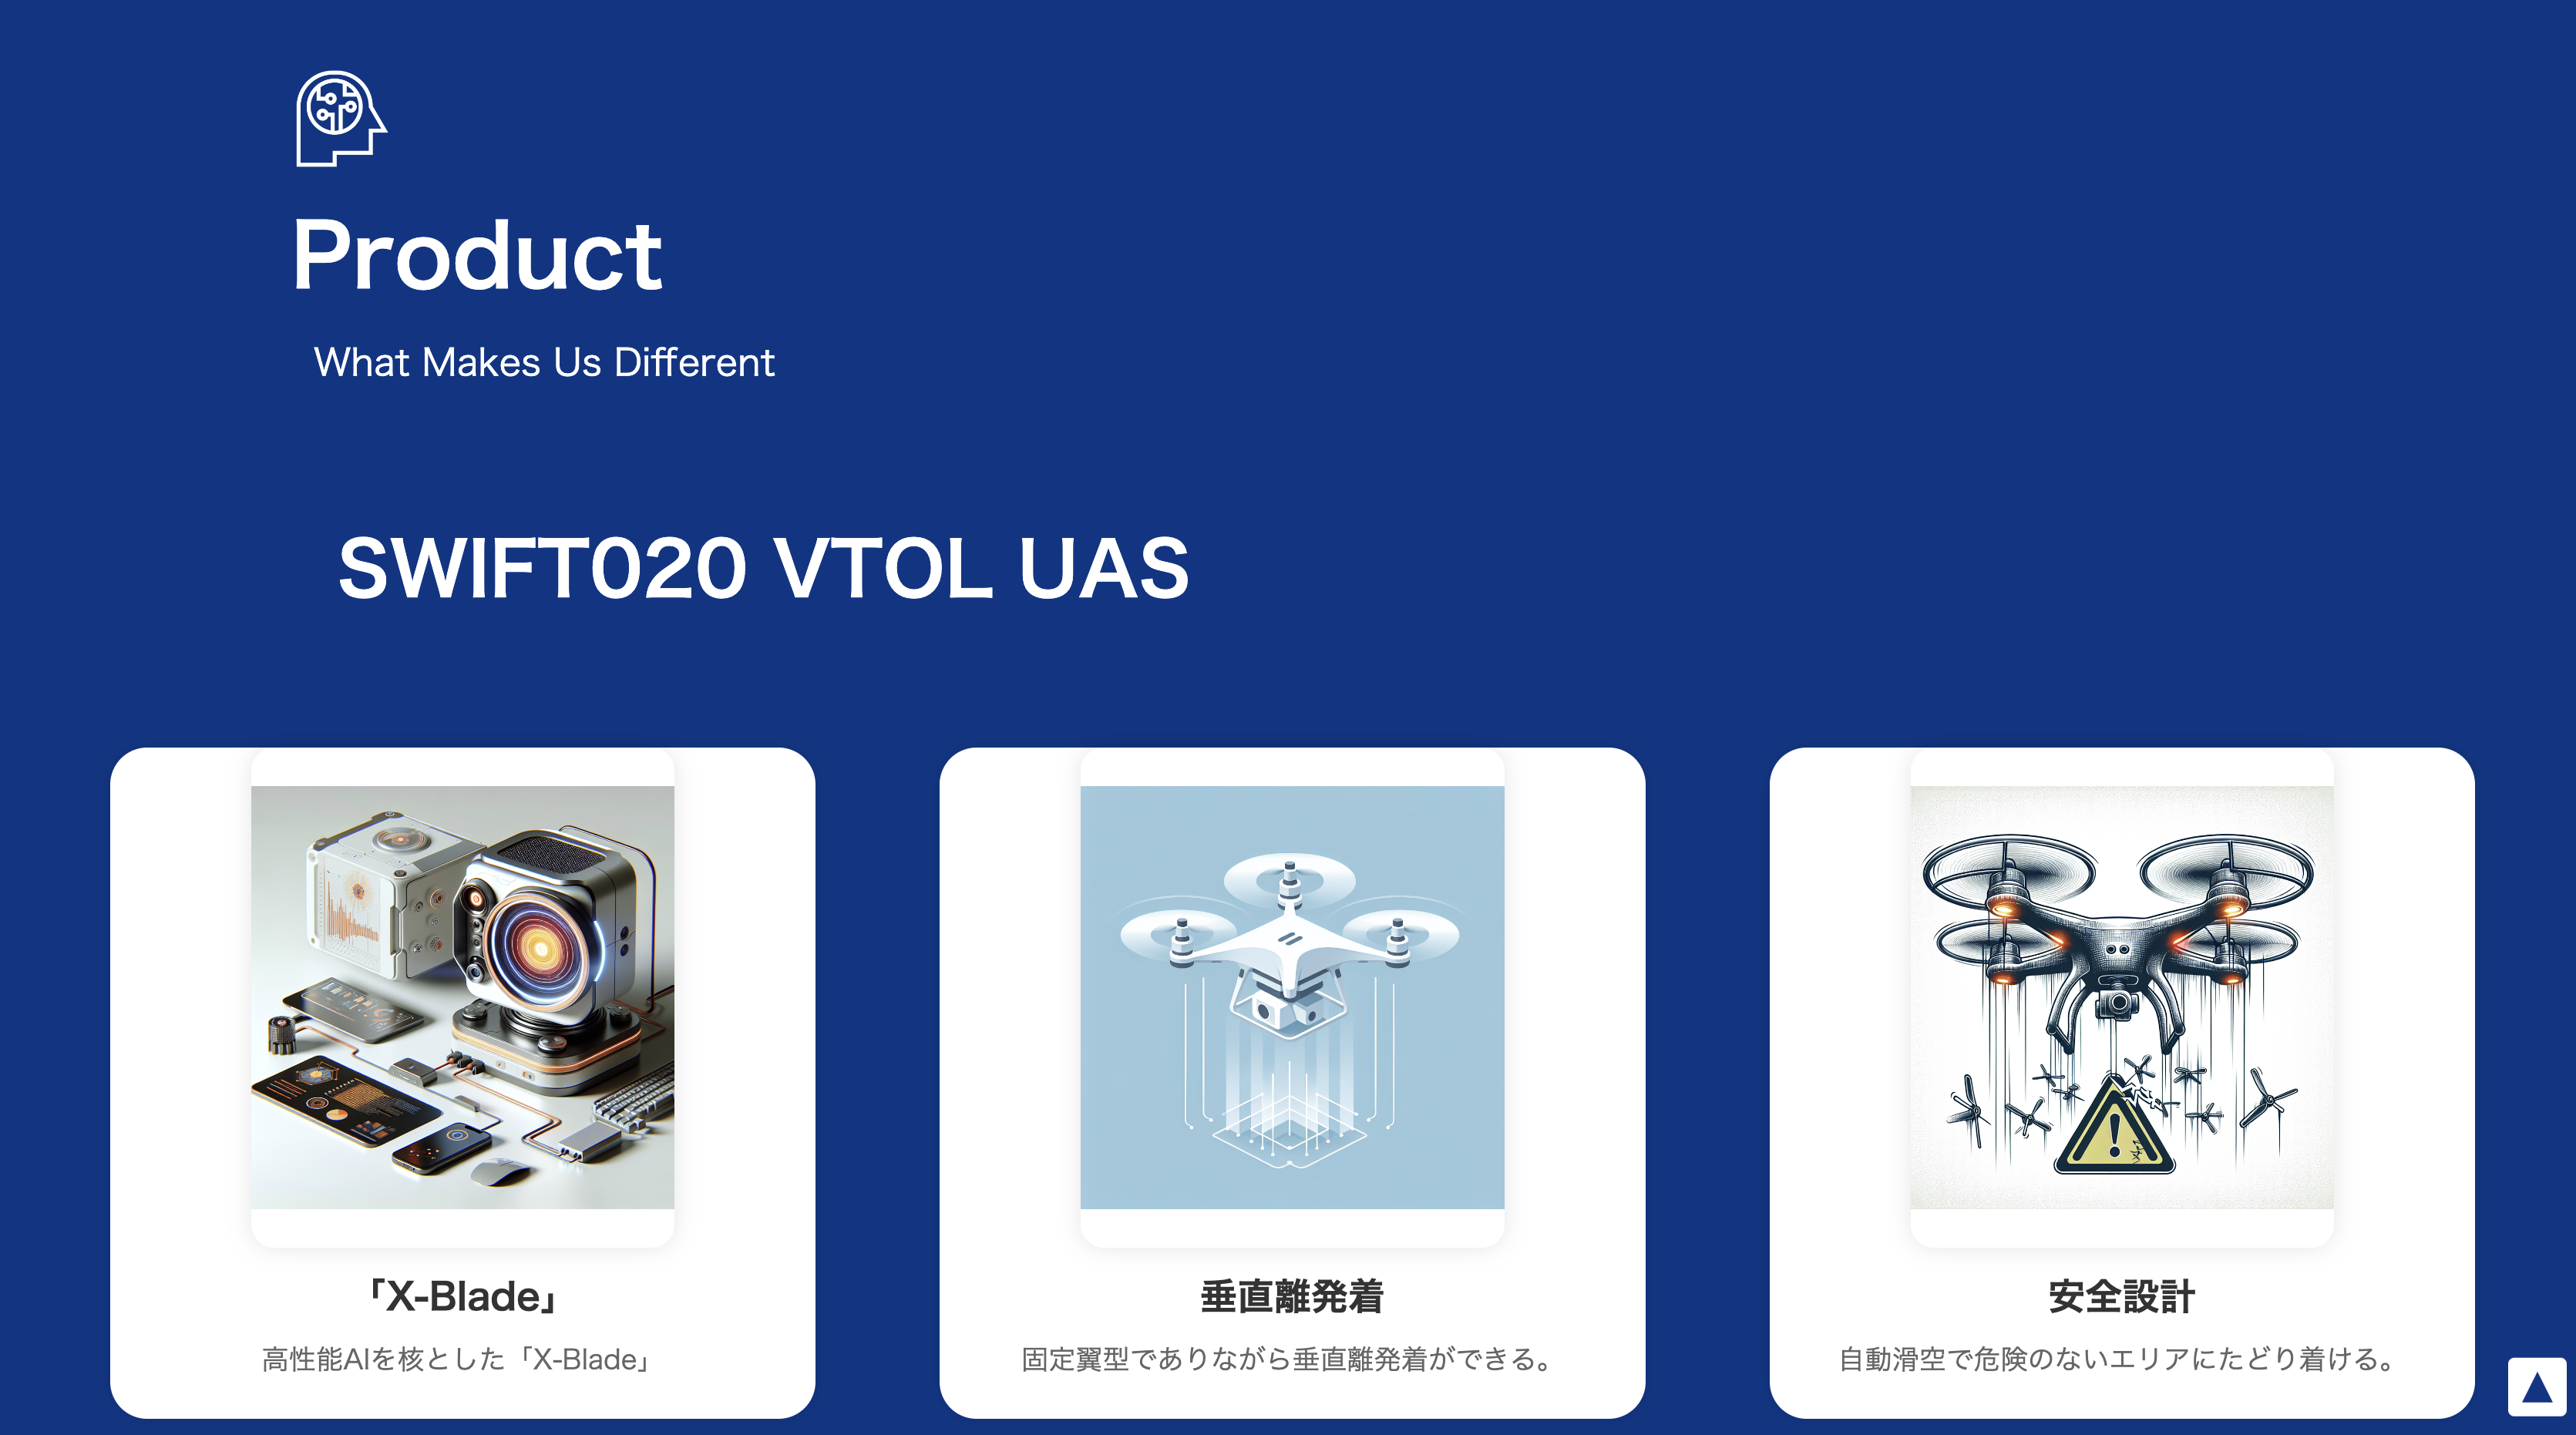 Product
What Makes Us Different
SWIFT020 VTOL UAS
「X-Blade」
高性能AIを核とした「X-Blade」
垂直離発着
固定翼型でありながら垂直離発着ができる。
安全設計
自動滑空で危険のないエリアにたどり着ける。